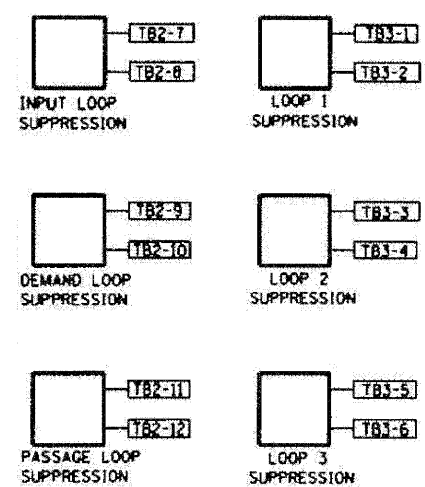 TB2-7
TB2-8
INPUT LOOP
SUPPRESSION
TB3-1
TB3-2
LOOP 1
SUPPRESSION
TB2-9
TB2-10
DEMAND LOOP
SUPPRESSION
TB3-3
TB3-4
LOOP 2
SUPPRESSION
TB2-11
TB2-12
PASSAGE LOOP
SUPPRESSION
TB3-5
TB3-6
LOOP 3
SUPPRESSION